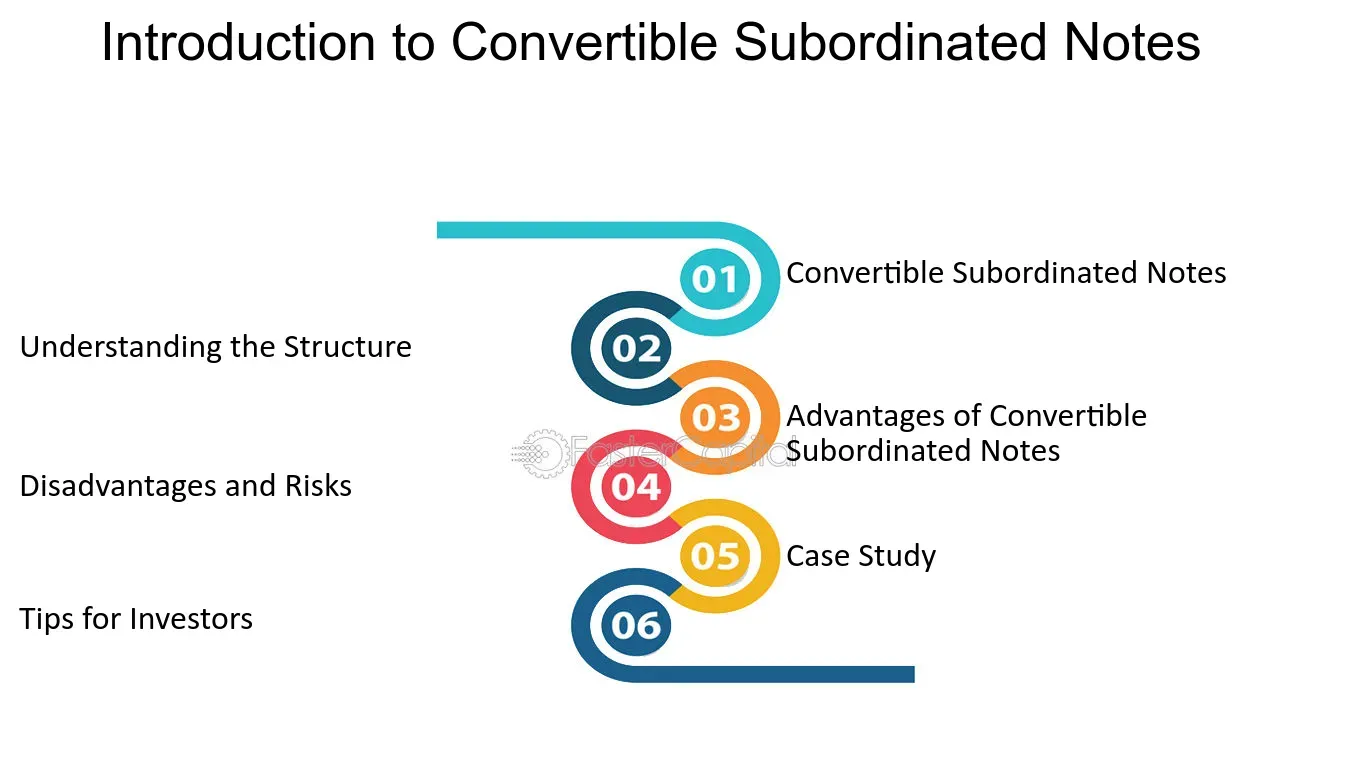 Introduction to Convertible Subordinated Notes
01
Convertible Subordinated Notes
Understanding the Structure
02
03
Advantages of Convertible
Subordinated Notes
FasterCapital
Disadvantages and Risks
04
05
Case Study
Tips for Investors
06